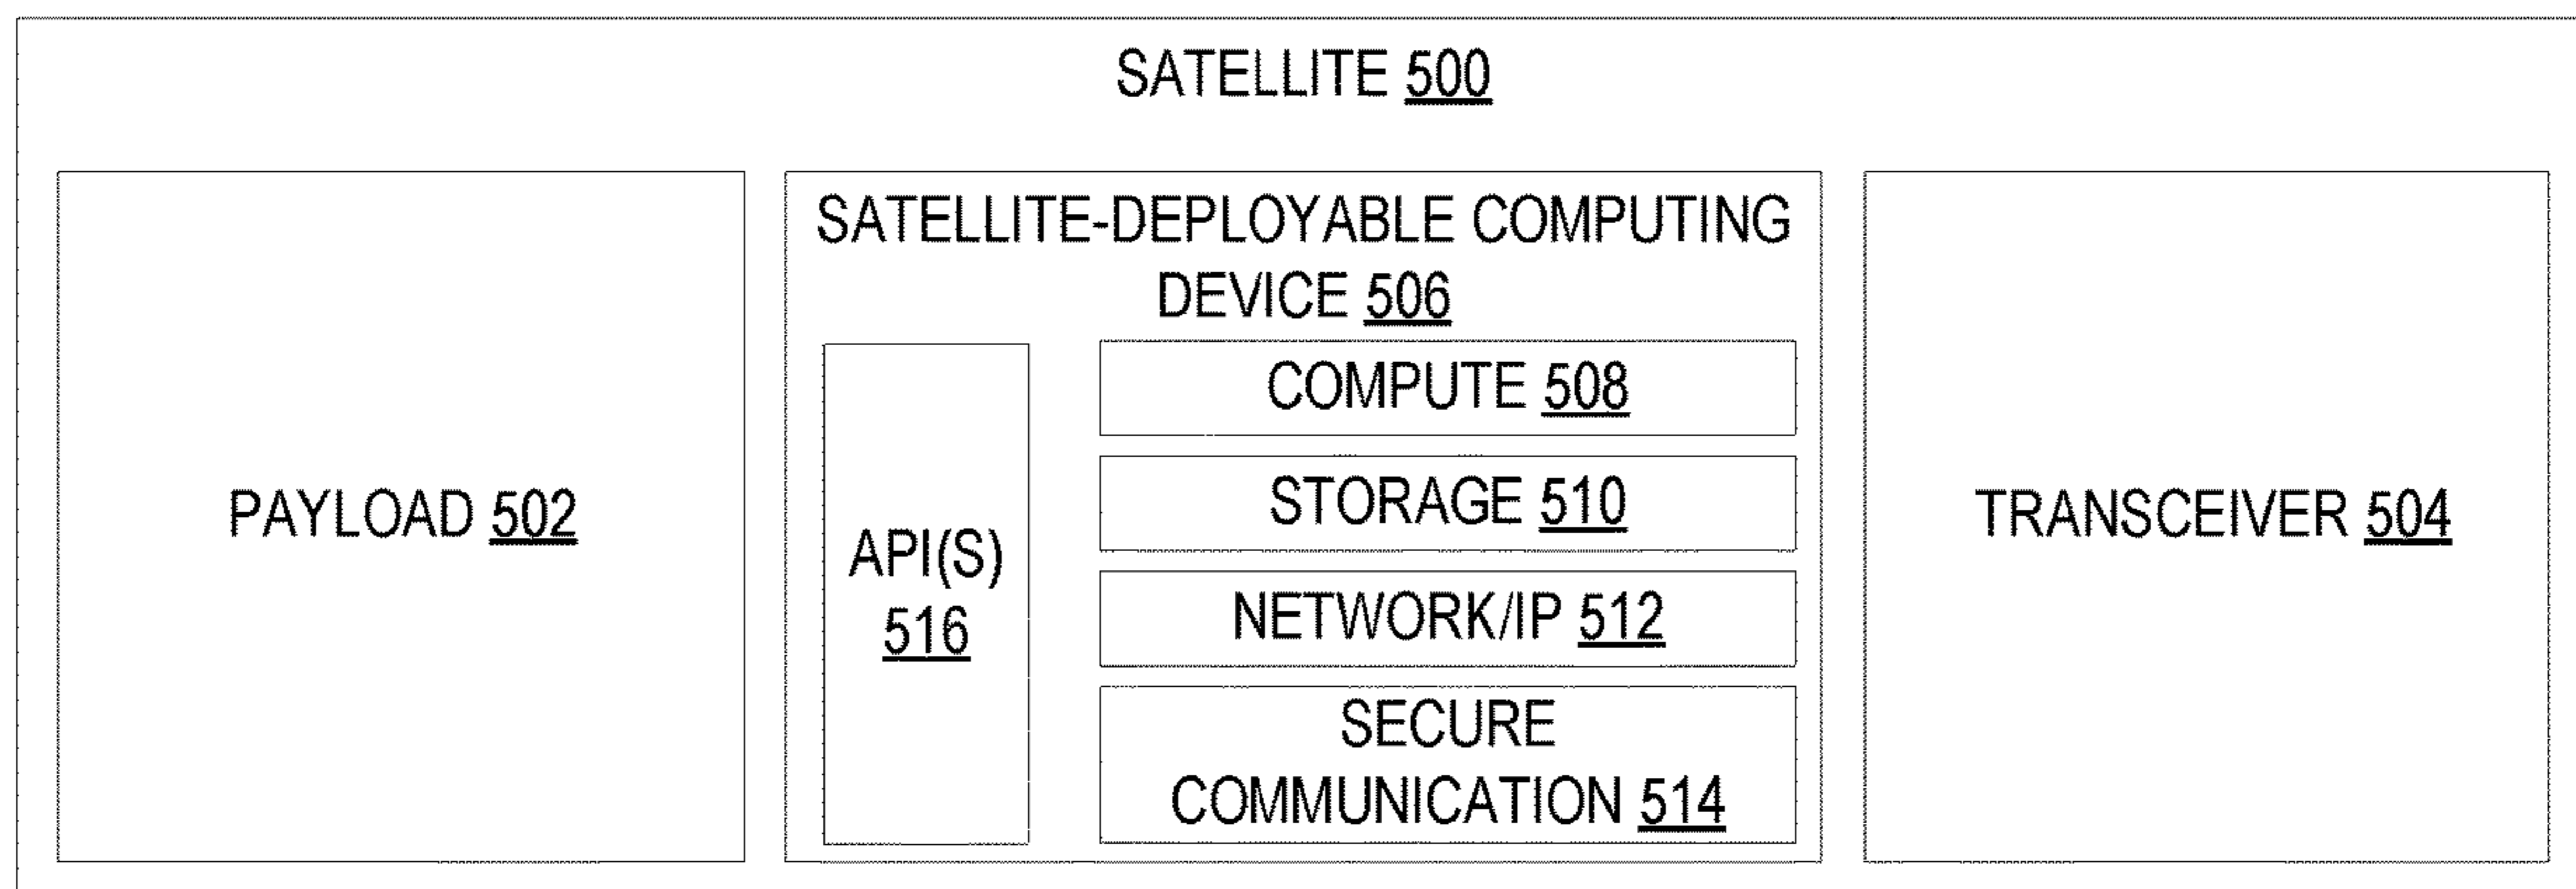 SATELLITE 500
PAYLOAD 502
SATELLITE-DEPLOYABLE COMPUTING
DEVICE 506
API(S)
516
COMPUTE 508
STORAGE 510
NETWORK/IP 512
SECURE
COMMUNICATION 514
TRANSCEIVER 504